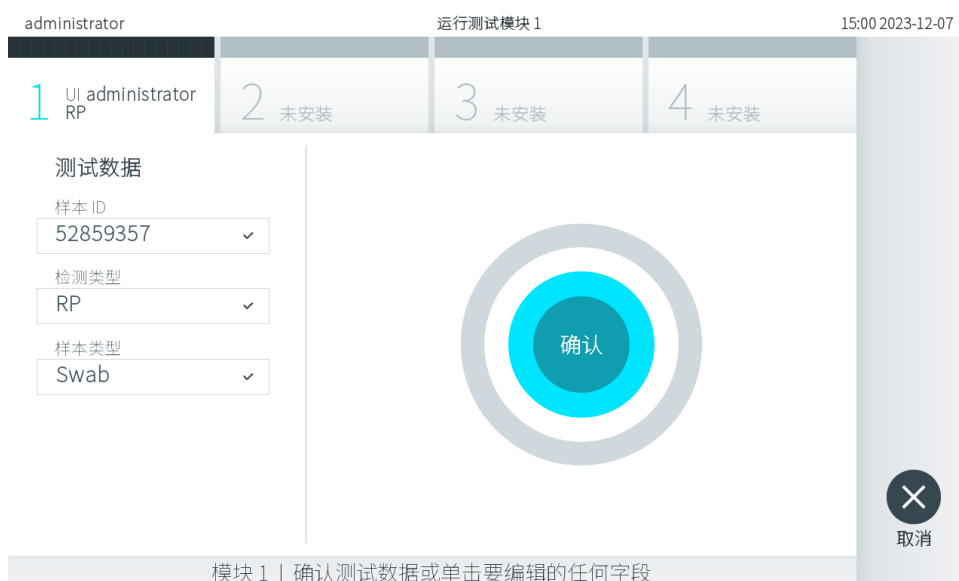 administrator 运行测试模块 1 15:00 2023-12-07
1 UI administrator
RP
2 未安装
3 未安装
4 未安装
测试数据
样本 ID
52859357
检测类型
RP
样本类型
Swab
确认
取消
模块 1 | 确认测试数据或单击要编辑的任何字段